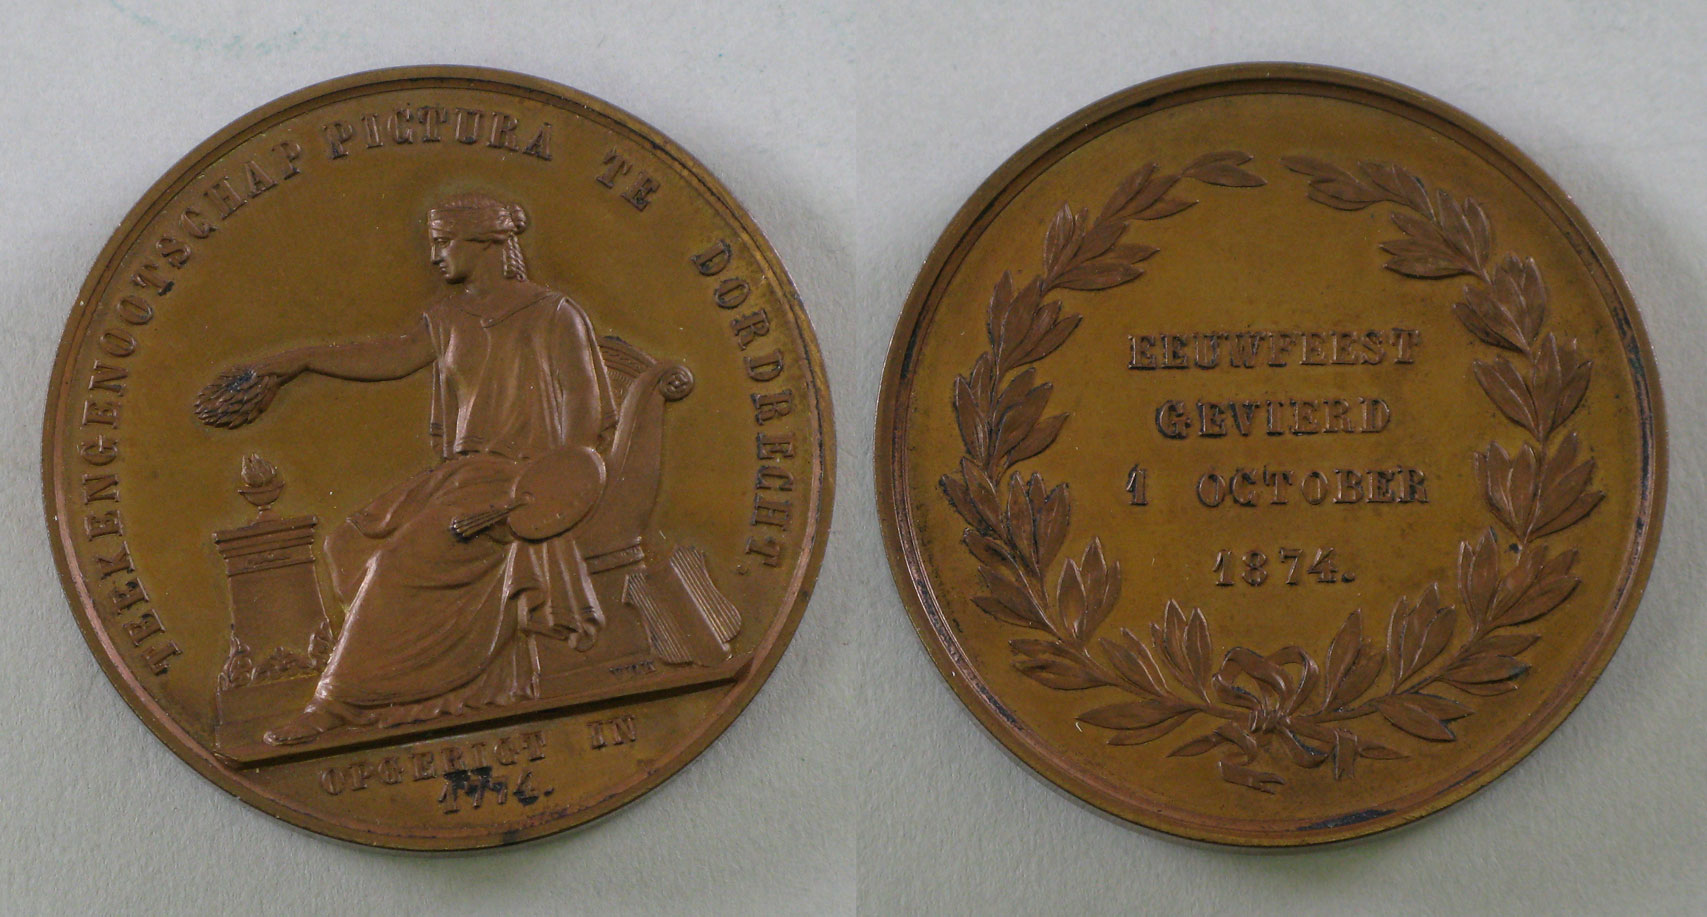 TEEKENGENOOTSCHAP PICTURA TE DORDRECHT.
OPGERIGT IN
1774.
EEUWFEEST
GEVIERD
1 OCTOBER
1874.